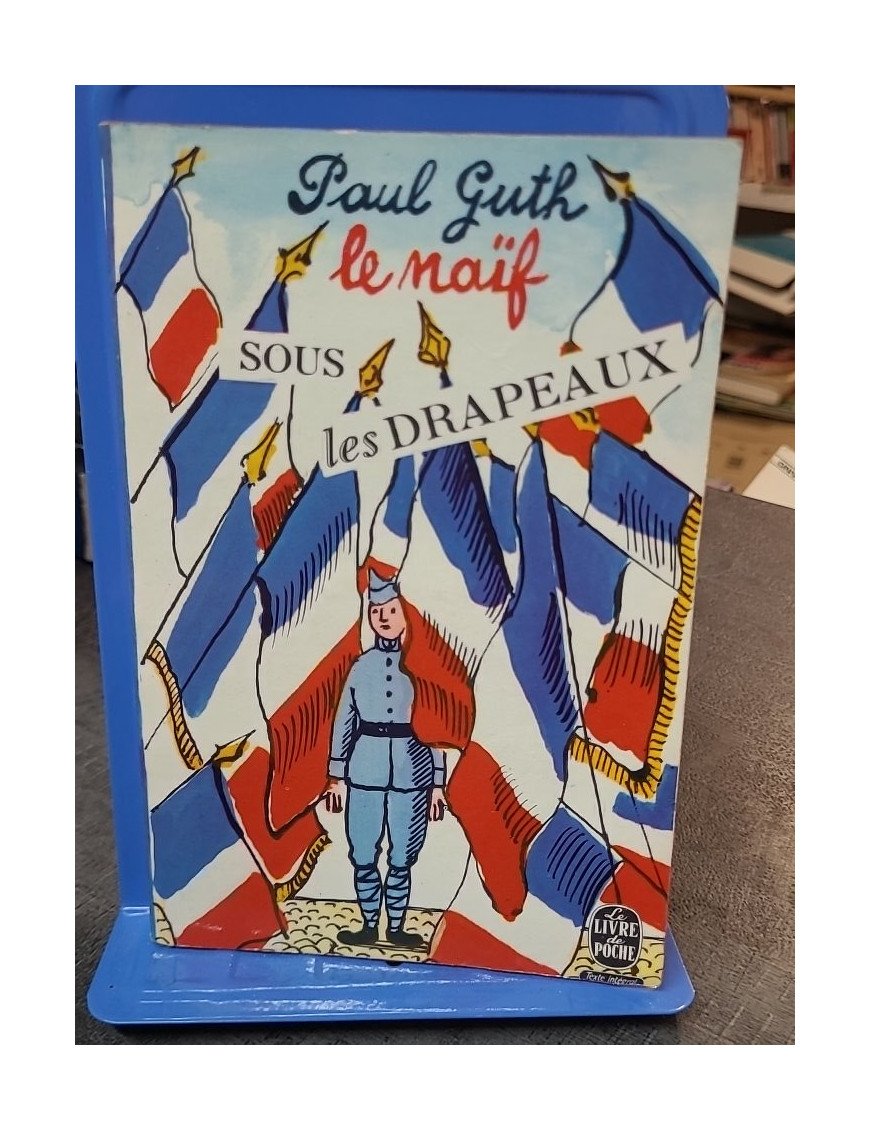 Paul Guth
le naïf
SOUS
les DRAPEAUX
Le
LIVRE
de
POCHE
Texte intégral